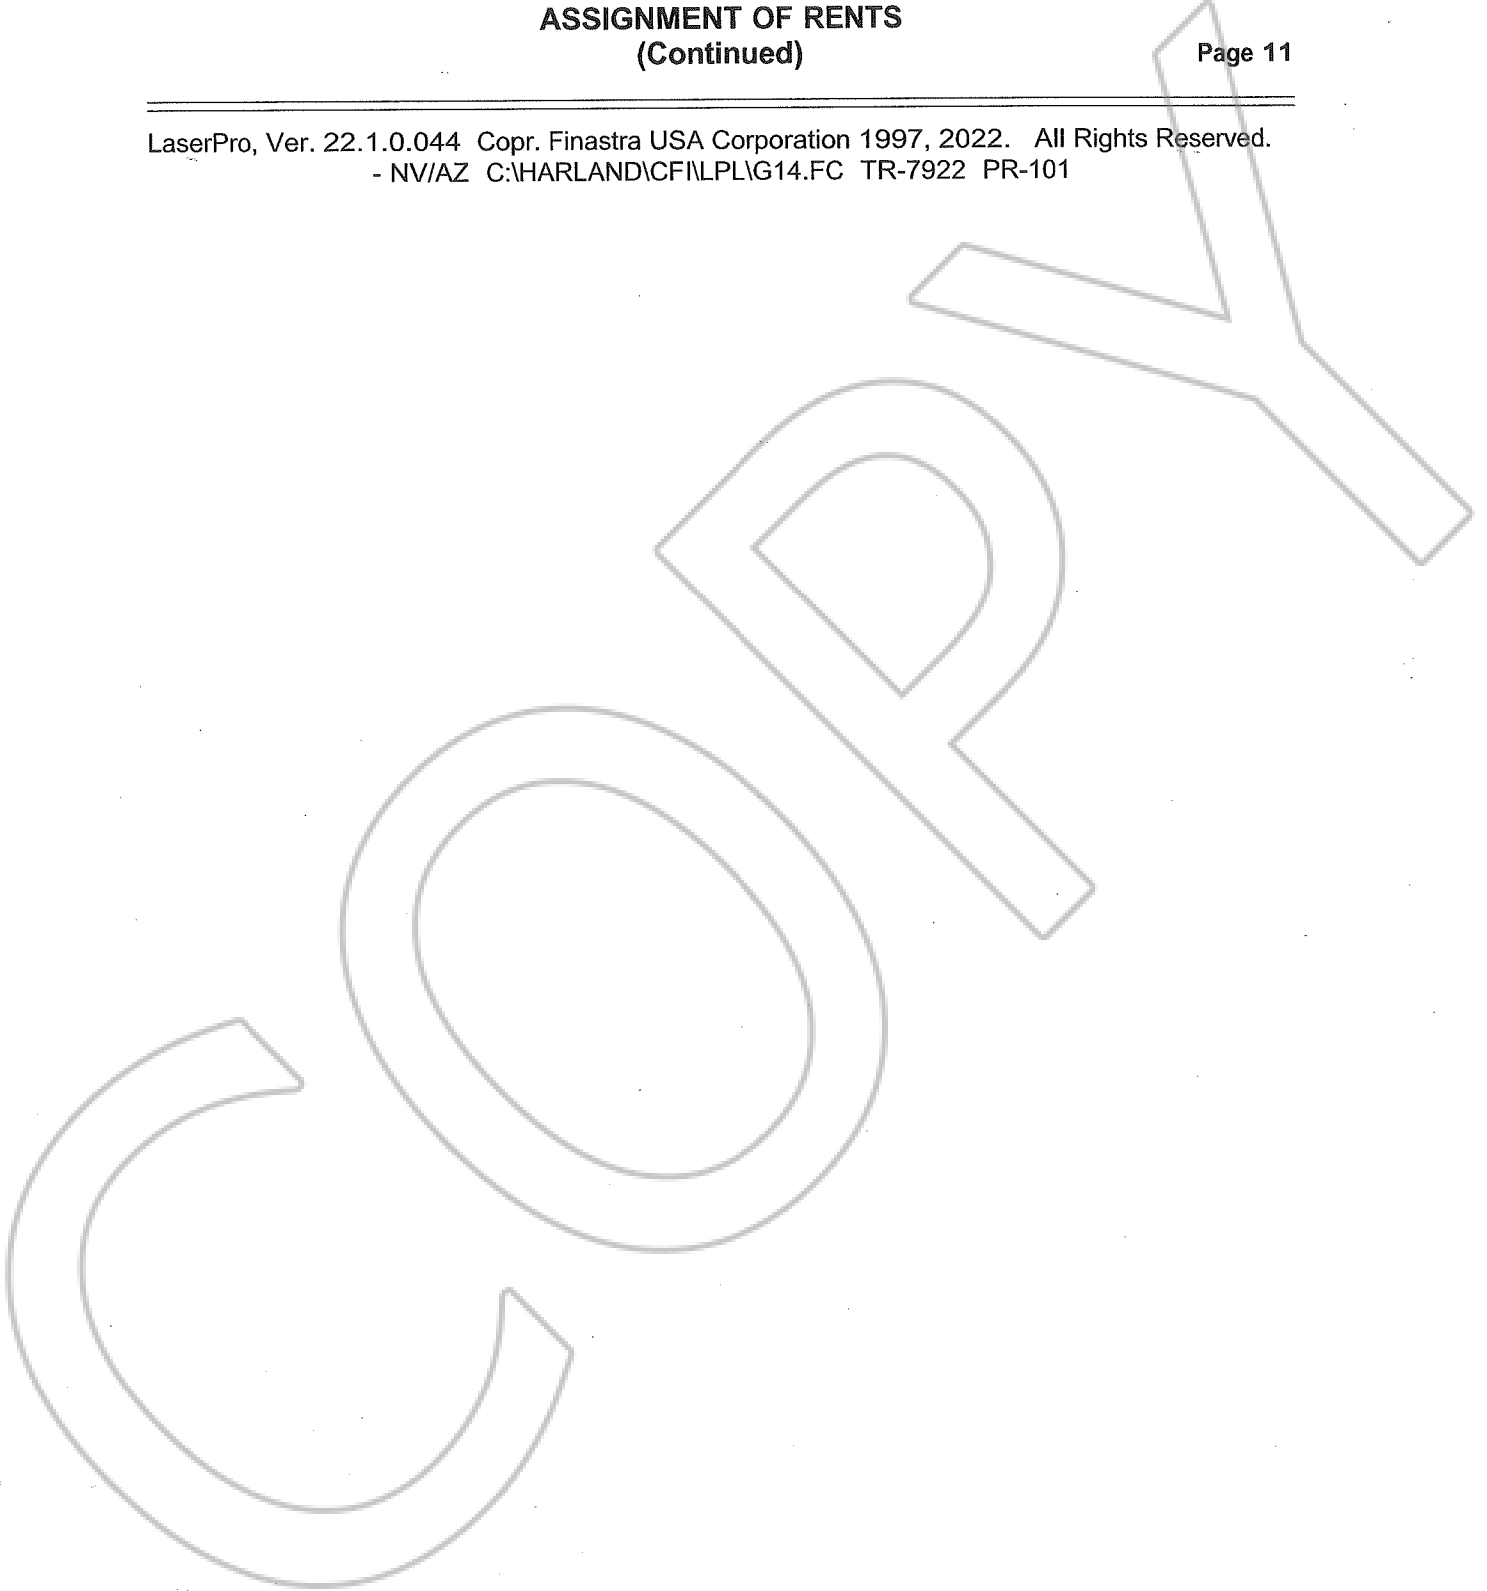 ASSIGNMENT OF RENTS
(Continued)
Page 11
LaserPro, Ver. 22.1.0.044 Copr. Finastra USA Corporation 1997, 2022. All Rights Reserved.
- NV/AZ C:\HARLAND\CFI\LPL\G14.FC TR-7922 PR-101
COPY